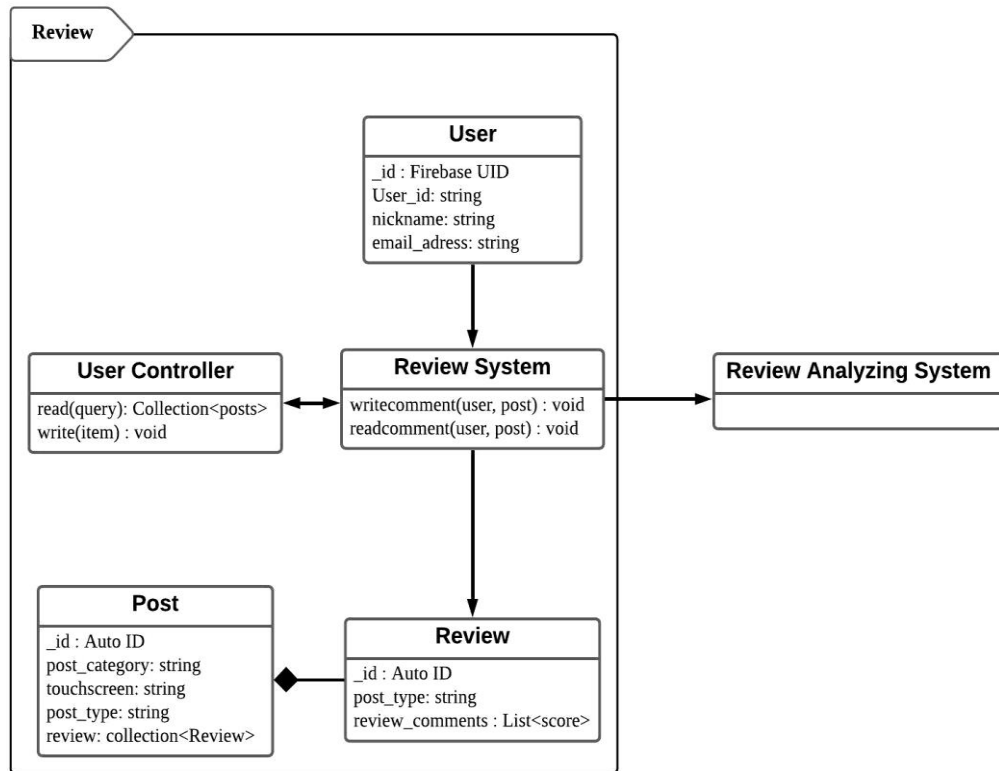 Review
User
_id : Firebase UID
User_id: string
nickname: string
email_adress: string
User Controller
read(query): Collection<posts>
write(item) : void
Review System
writecomment(user, post) : void
readcomment(user, post) : void
Review Analyzing System
Post
_id : Auto ID
post_category: string
touchscreen: string
post_type: string
review: collection<Review>
Review
_id : Auto ID
post_type: string
review_comments : List<score>